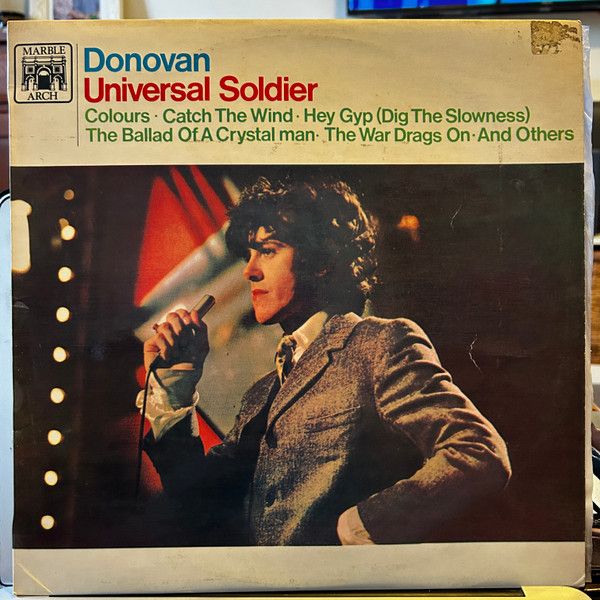 MARBLE
ARCH
Donovan
Universal Soldier
Colours · Catch The Wind · Hey Gyp (Dig The Slowness)
The Ballad Of A Crystal man · The War Drags On · And Others